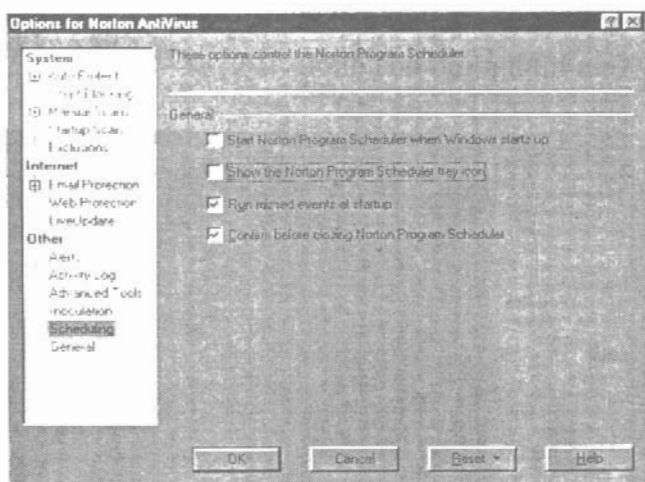 Options for Norton AntiVirus
System
Auto-Protect
Script Blocking
Manual Scans
Startup Scan
Exclusions
Internet
Email Protection
Web Protection
LiveUpdate
Other
Alerts
Activity Log
Advanced Tools
Inoculation
Scheduling
General
These options control the Norton Program Scheduler.
General
Start Norton Program Scheduler when Windows starts up
Show the Norton Program Scheduler tray icon
Run missed events at startup
Confirm before closing Norton Program Scheduler
OK
Cancel
Reset
Help